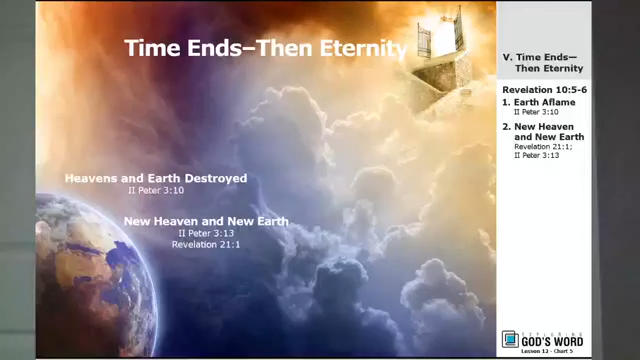 Time Ends–Then Eternity
Heavens and Earth Destroyed
II Peter 3:10
New Heaven and New Earth
II Peter 3:13
Revelation 21:1
V. Time Ends—
Then Eternity
Revelation 10:5-6
1. Earth Aflame
II Peter 3:10
2. New Heaven
and New Earth
Revelation 21:1;
II Peter 3:13
EXPLORING
GOD'S WORD
Lesson 12 - Chart 5